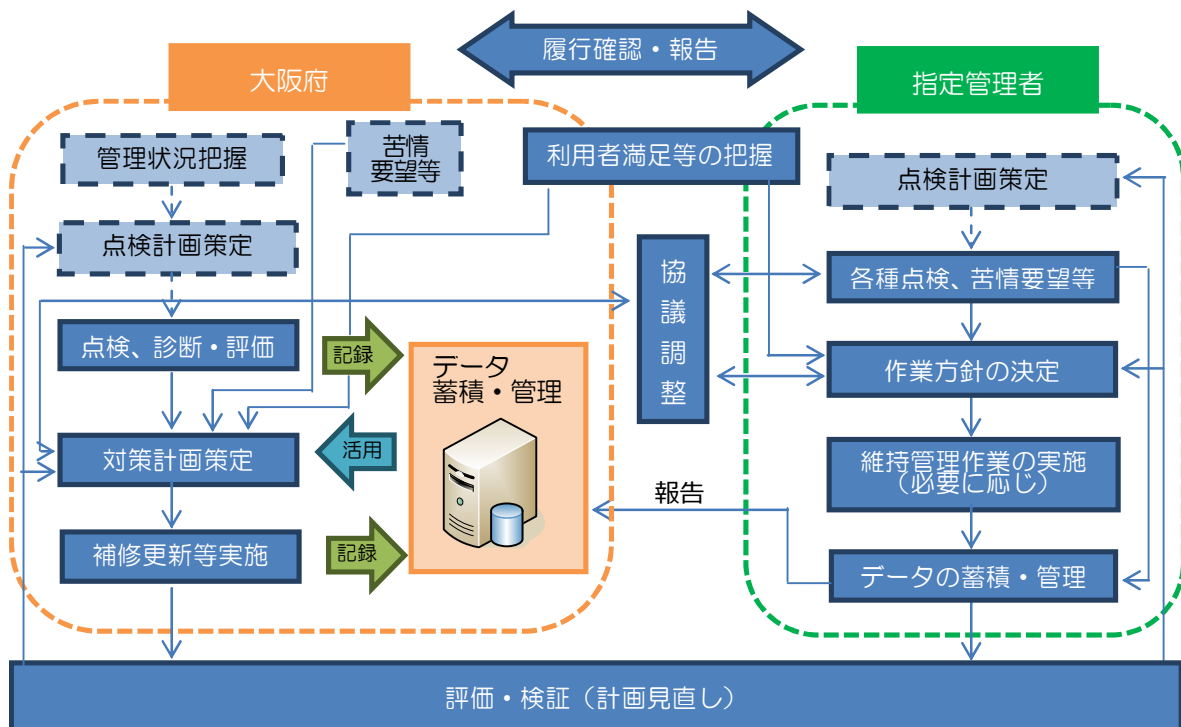 履行確認・報告
大阪府
指定管理者
管理状況把握
苦情
要望等
点検計画策定
点検、診断・評価
対策計画策定
補修更新等実施
記録
活用
記録
データ
蓄積・管理
利用者満足等の把握
協
議
調
整
報告
点検計画策定
各種点検、苦情要望等
作業方針の決定
維持管理作業の実施
（必要に応じ）
データの蓄積・管理
評価・検証（計画見直し）